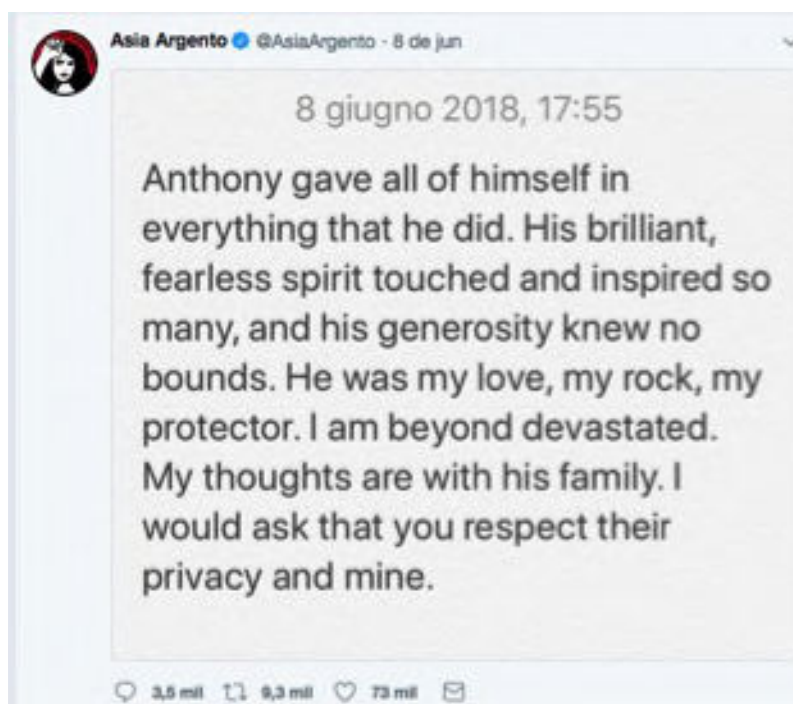 Asia Argento @AsiaArgento - 8 de jun
8 giugno 2018, 17:55
Anthony gave all of himself in
everything that he did. His brilliant,
fearless spirit touched and inspired so
many, and his generosity knew no
bounds. He was my love, my rock, my
protector. I am beyond devastated.
My thoughts are with his family. I
would ask that you respect their
privacy and mine.
3,5 mil 9,3 mil 73 mil